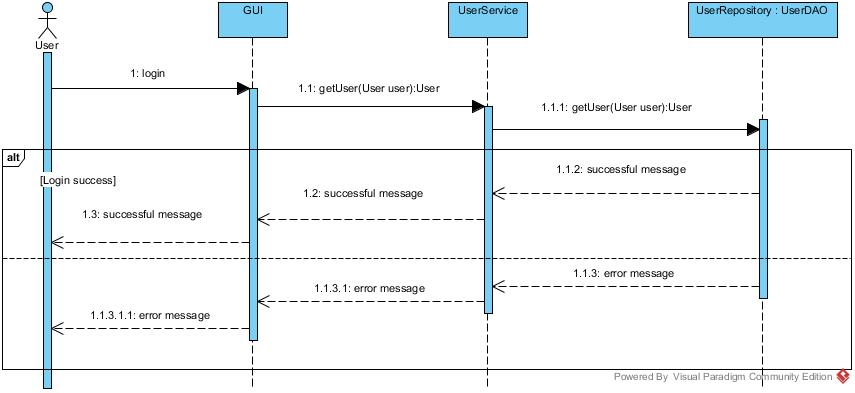 GUI
UserService
UserRepository : UserDAO
User
1: login
1.1: getUser(User user):User
1.1.1: getUser(User user):User
alt
[Login success]
1.1.2: successful message
1.2: successful message
1.3: successful message
1.1.3: error message
1.1.3.1: error message
1.1.3.1.1: error message
Powered By Visual Paradigm Community Edition